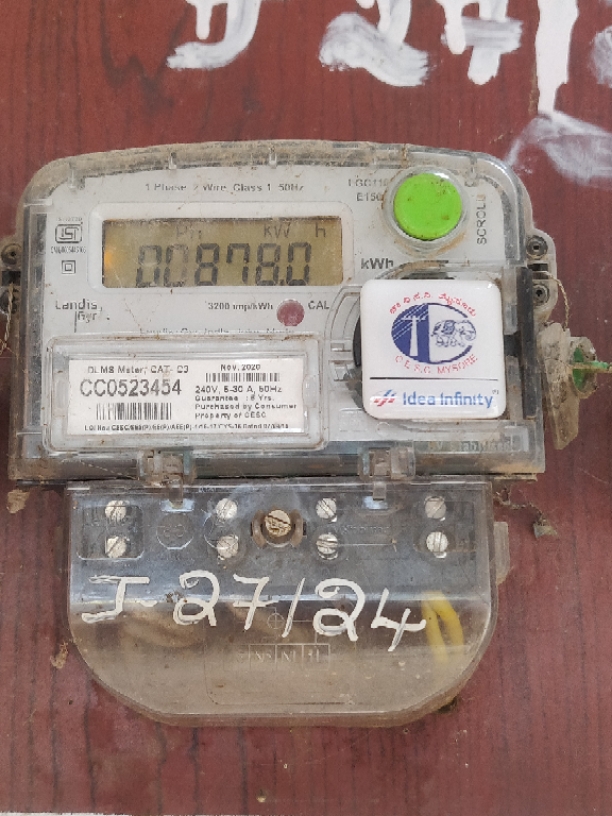 1 Phase 2 Wire Class 1 50Hz
SCROLL
kW h
00878.0
kWh
Landis
Gyr
3200 imp/kWh
CAL
DLMS Meter, CAT- C3
CC0523454
Nov, 2020
240V, 5-30 A, 50Hz
Guarantee : 5 Yrs.
Purchased by Consumer
Property of CESC
C.E.S.C. MYSORE
Idea Infinity
J-27/24